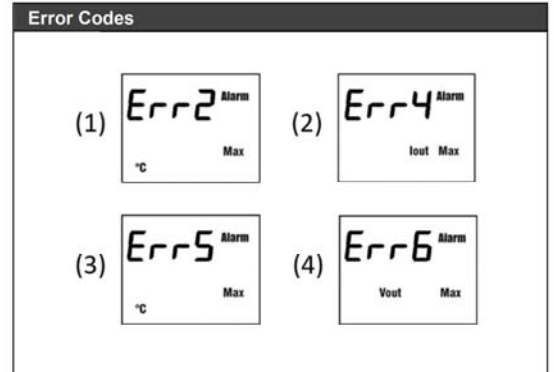 Error Codes
(1) Err2 Alarm
Max
°C
(2) Err4 Alarm
Iout Max
(3) Err5 Alarm
Max
°C
(4) Err6 Alarm
Vout Max